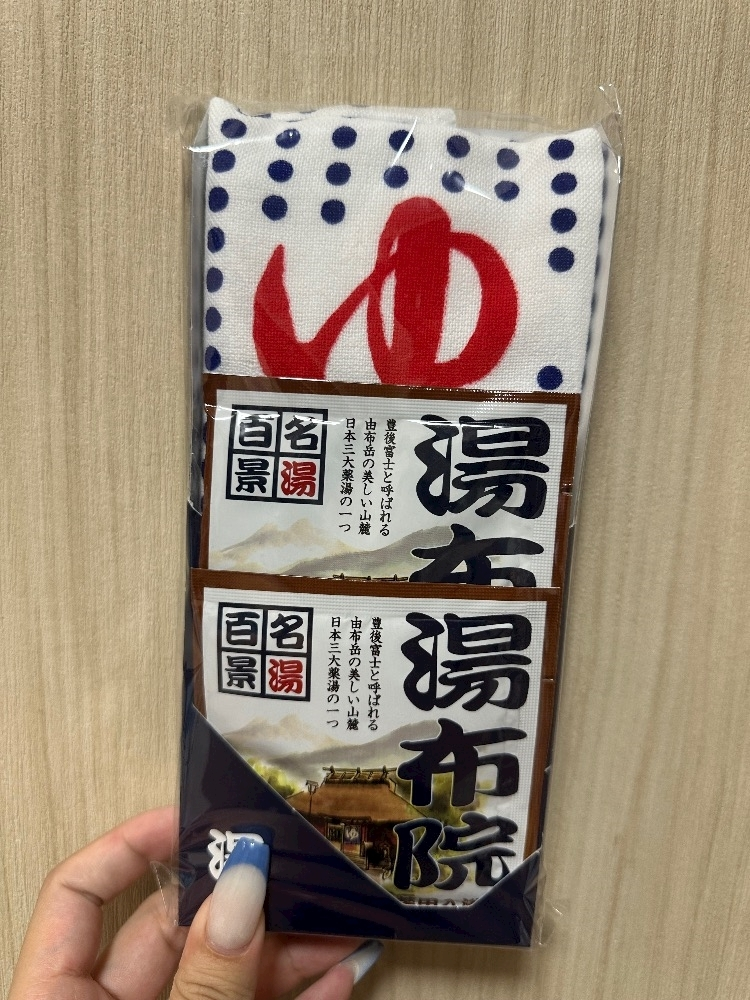 ゆ
名湯百景
豊後富士と呼ばれる
由布岳の美しい山麓
日本三大薬湯の一つ
湯布
名湯百景
豊後富士と呼ばれる
由布岳の美しい山麓
日本三大薬湯の一つ
湯布院
ゆ